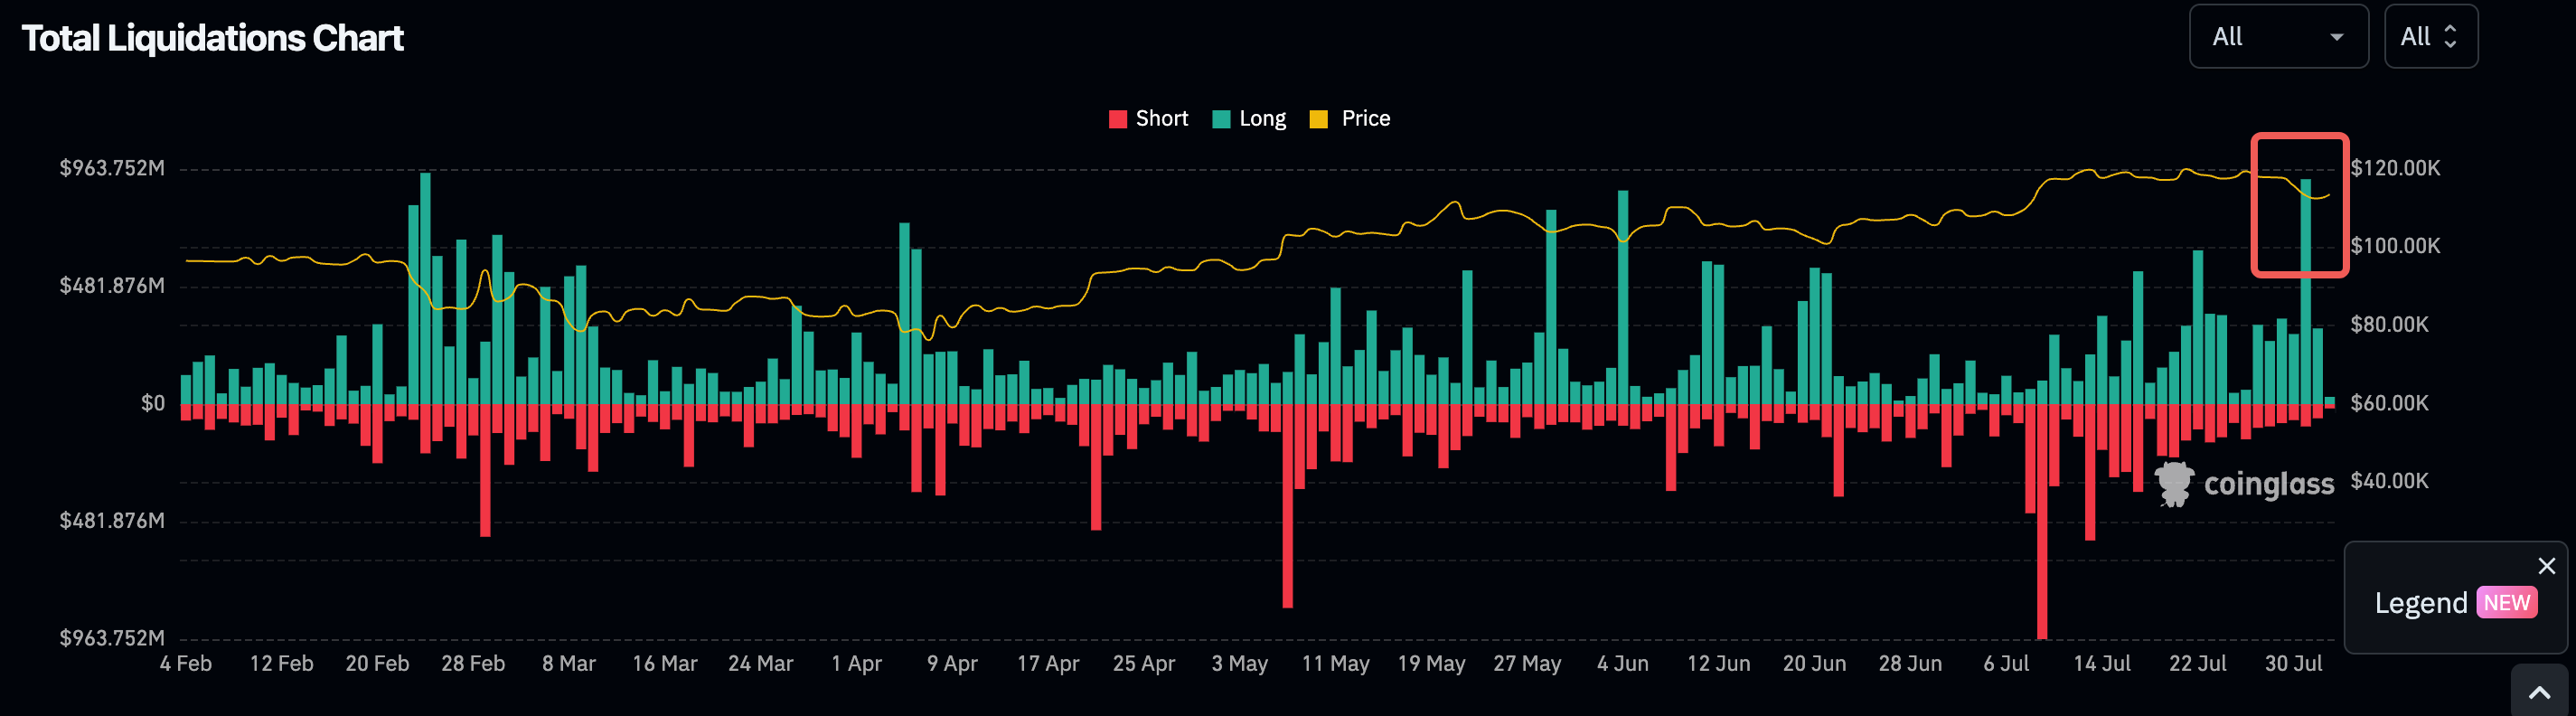 Total Liquidations Chart
All
All
Short Long Price
$963.752M
$481.876M
$0
$481.876M
$963.752M
$120.00K
$100.00K
$80.00K
$60.00K
$40.00K
coinglass
Legend NEW
4 Feb 12 Feb 20 Feb 28 Feb 8 Mar 16 Mar 24 Mar 1 Apr 9 Apr 17 Apr 25 Apr 3 May 11 May 19 May 27 May 4 Jun 12 Jun 20 Jun 28 Jun 6 Jul 14 Jul 22 Jul 30 Jul